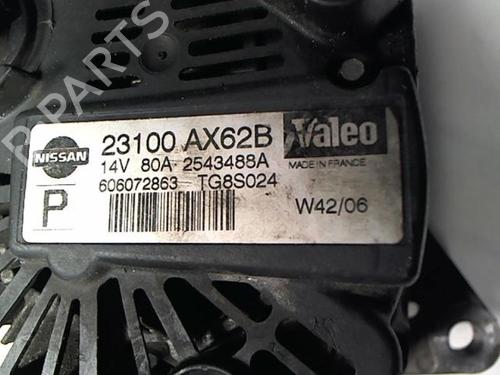 B-PARTS
NISSAN
23100 AX62B
Valeo
14V 80A 2543488A
MADE IN FRANCE
606072863 TG8S024
P
W42/06